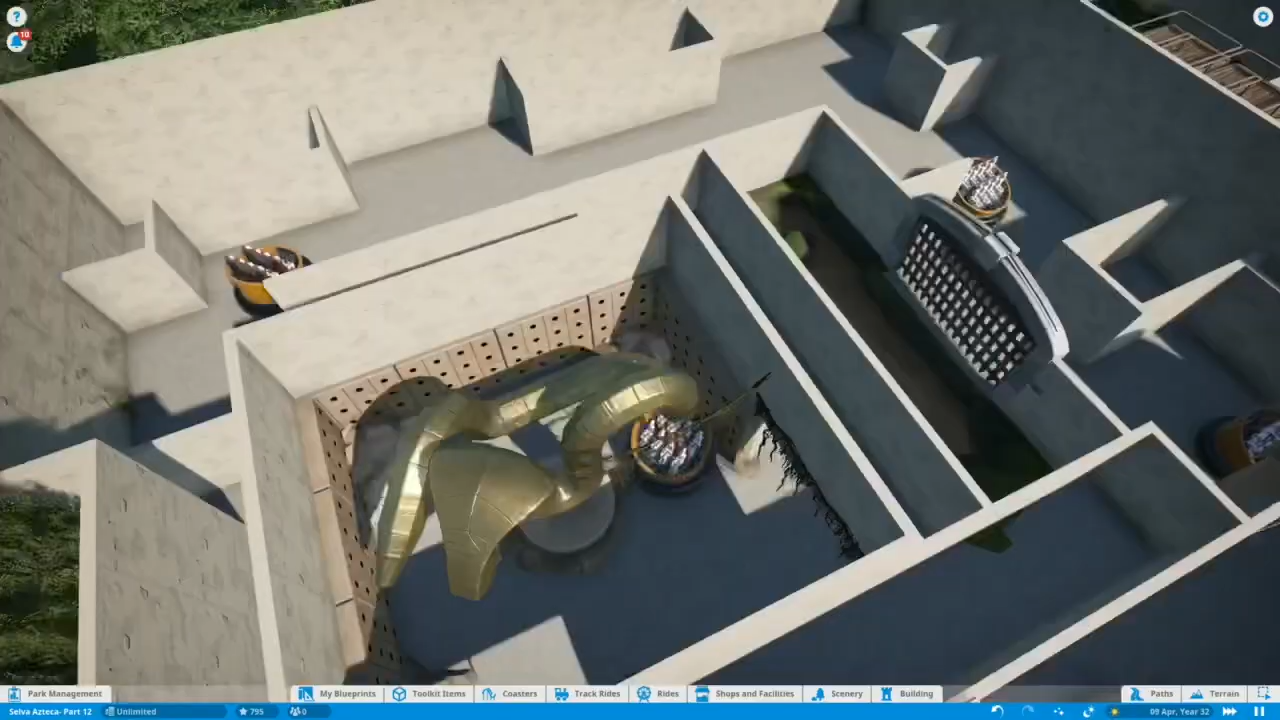 ?
10
Park Management
My Blueprints
Toolkit Items
Coasters
Track Rides
Rides
Shops and Facilities
Scenery
Building
Paths
Terrain
Selva Azteca- Part 12
Unlimited
795
0
09 Apr, Year 32